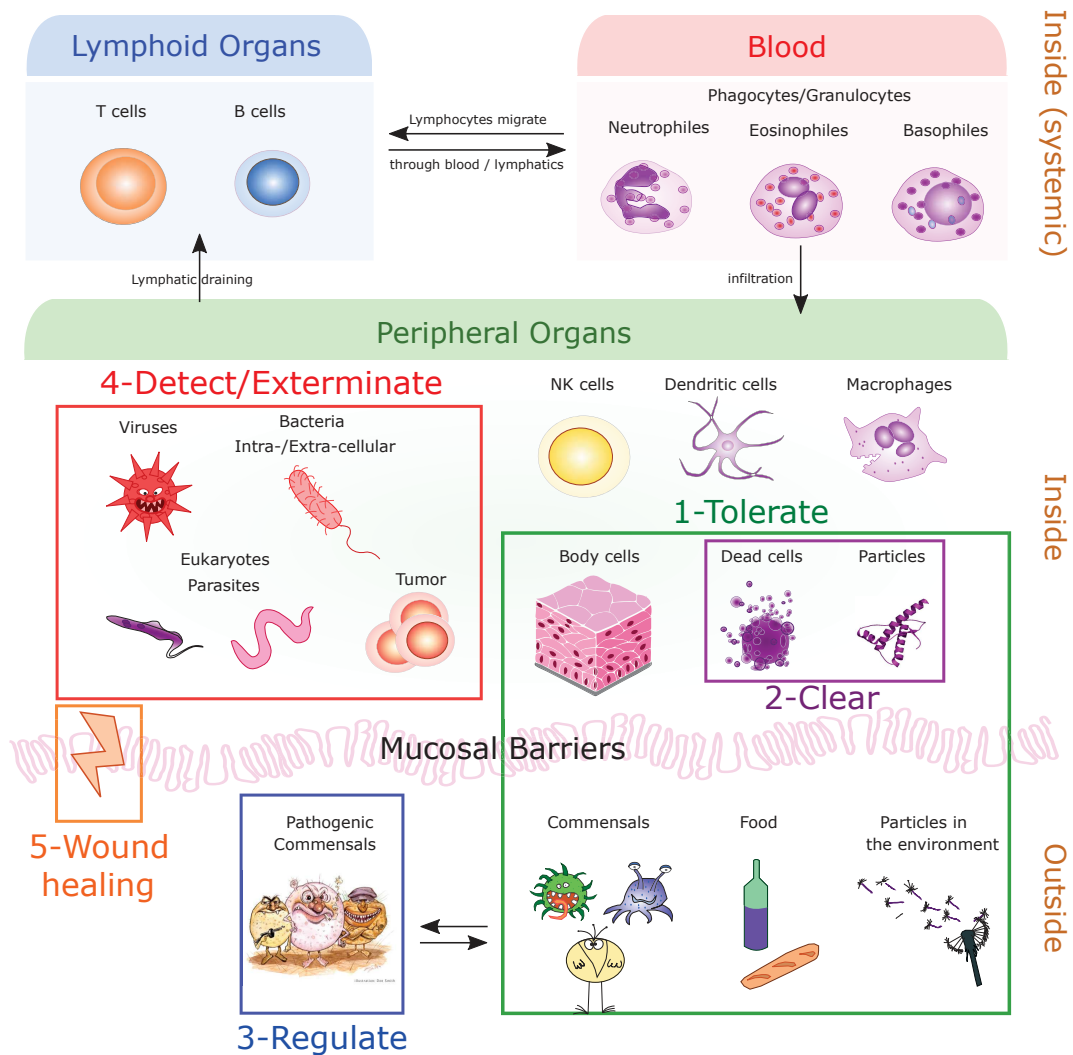 Lymphoid Organs
Blood
Inside (systemic)
T cells
B cells
Lymphocytes migrate
through blood / lymphatics
Phagocytes/Granulocytes
Neutrophiles
Eosinophiles
Basophiles
Lymphatic draining
infiltration
Peripheral Organs
4-Detect/Exterminate
NK cells
Dendritic cells
Macrophages
Viruses
Bacteria
Intra-/Extra-cellular
Inside
1-Tolerate
Eukaryotes
Parasites
Tumor
Body cells
Dead cells
Particles
2-Clear
Mucosal Barriers
5-Wound
healing
Pathogenic
Commensals
Commensals
Food
Particles in
the environment
Outside
3-Regulate